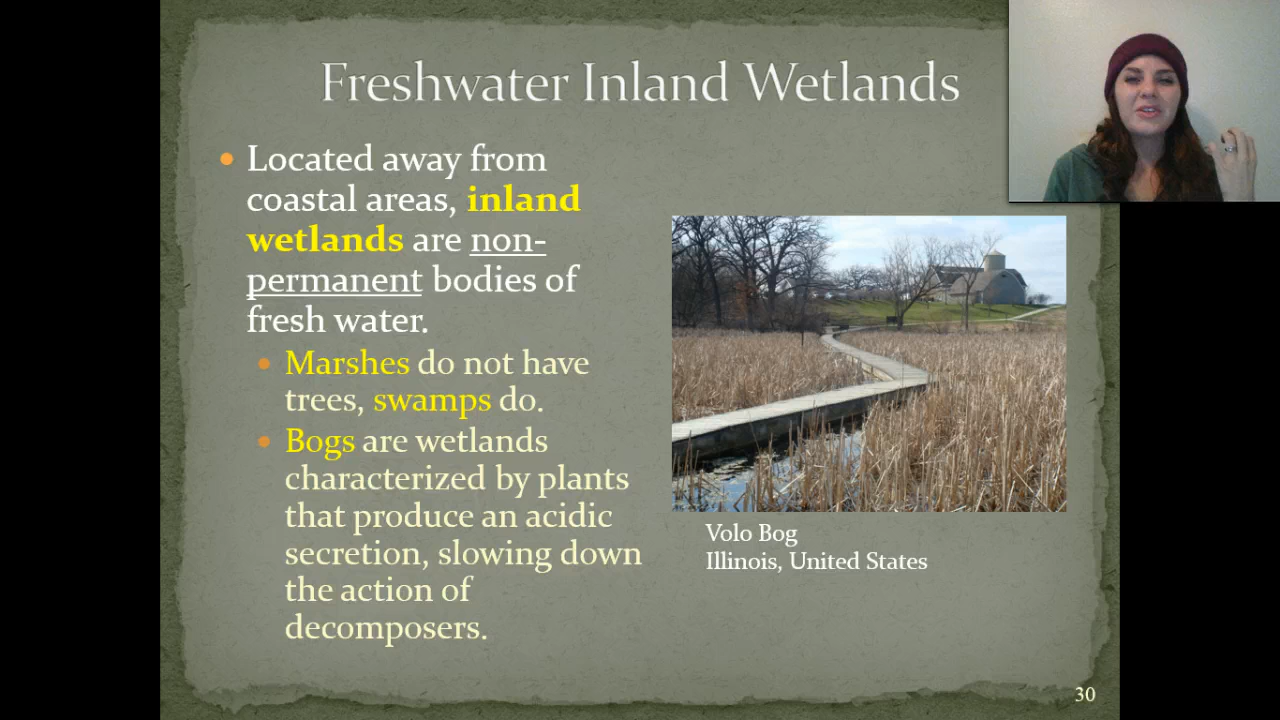 Freshwater Inland Wetlands
Located away from
coastal areas, inland
wetlands are non-
permanent bodies of
fresh water.
Marshes do not have
trees, swamps do.
Bogs are wetlands
characterized by plants
that produce an acidic
secretion, slowing down
the action of
decomposers.
Volo Bog
Illinois, United States
30